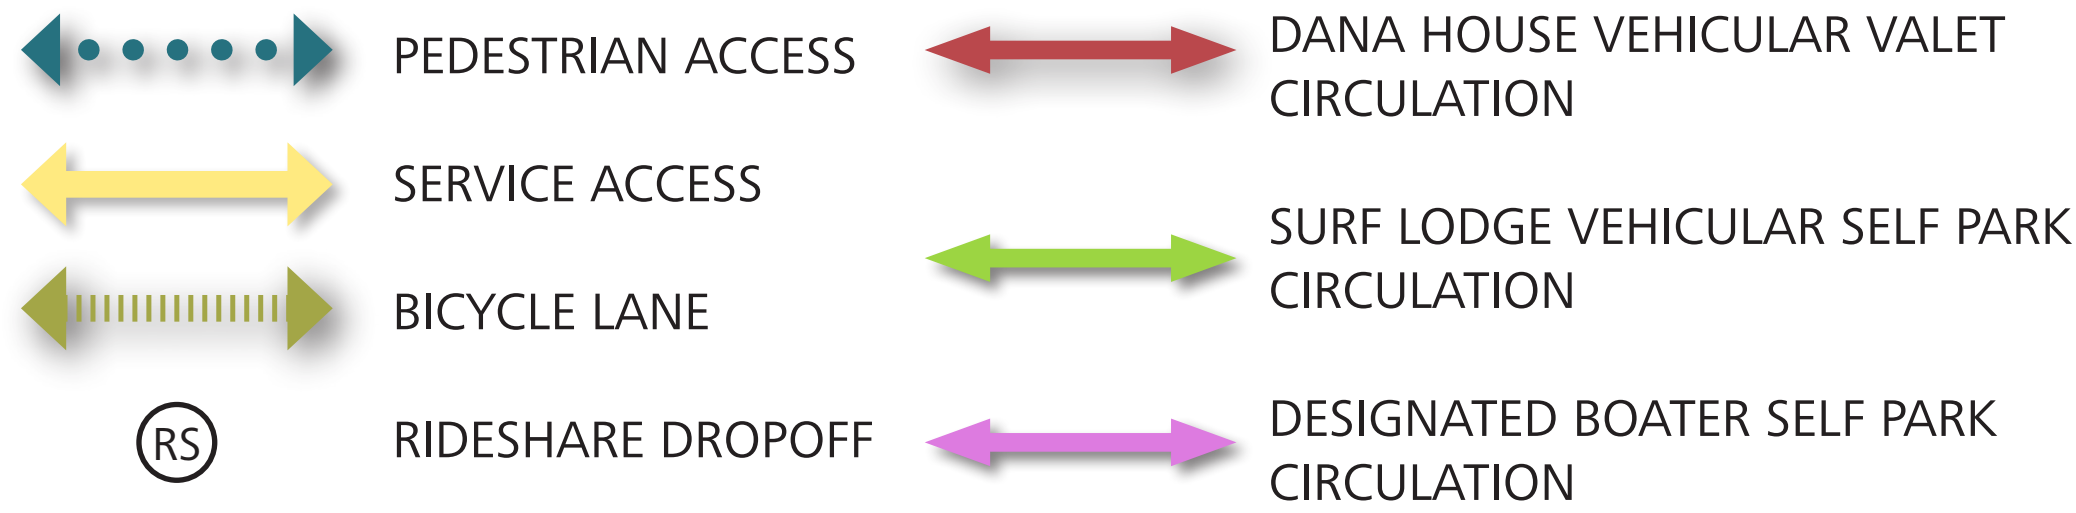 PEDESTRIAN ACCESS
SERVICE ACCESS
BICYCLE LANE
RS
RIDESHARE DROPOFF
DANA HOUSE VEHICULAR VALET
CIRCULATION
SURF LODGE VEHICULAR SELF PARK
CIRCULATION
DESIGNATED BOATER SELF PARK
CIRCULATION